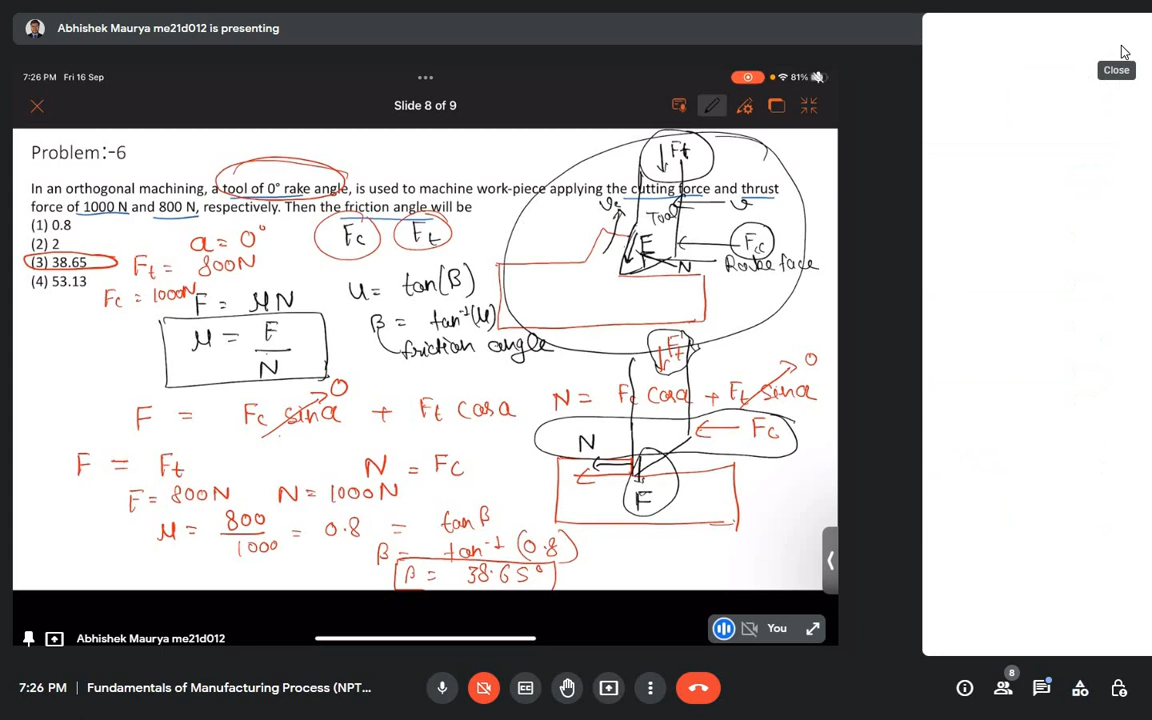 Abhishek Maurya me21d012 is presenting
Close
7:26 PM Fri 16 Sep
81%
Slide 8 of 9
Problem:-6
In an orthogonal machining, a tool of 0° rake angle, is used to machine work-piece applying the cutting force and thrust
force of 1000 N and 800 N, respectively. Then the friction angle will be
(1) 0.8
(2) 2
(3) 38.65
(4) 53.13
α = 0°
Ft = 800N
Fc = 1000N
Fc Ft
F = μN
μ = F/N
μ = tan(β)
β = tan⁻¹(μ)
friction angle
Ft
Tool
v
Fc
F
N
Rake face
F = Fc sinα 0 + Ft cosα
N = Fc cosα + Ft sinα 0
F = Ft
N = Fc
F = 800N N = 1000N
μ = 800/1000 = 0.8 = tanβ
β = tan⁻¹(0.8)
β = 38.65°
Ft
Fc
N
F
Abhishek Maurya me21d012
You
7:26 PM
Fundamentals of Manufacturing Process (NPT...
8